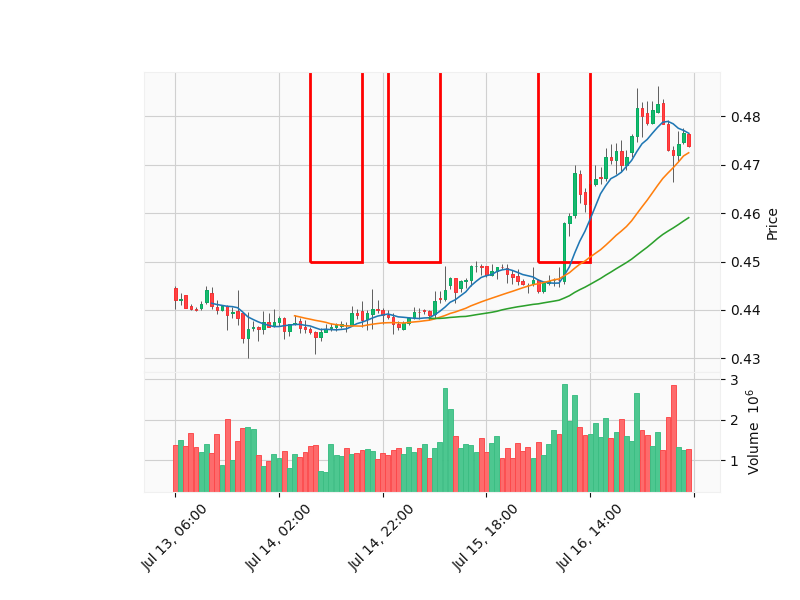 0.48
0.47
0.46
0.45
0.44
0.43
Price
3
2
1
Volume 10^6
Jul 13, 06:00
Jul 14, 02:00
Jul 14, 22:00
Jul 15, 18:00
Jul 16, 14:00